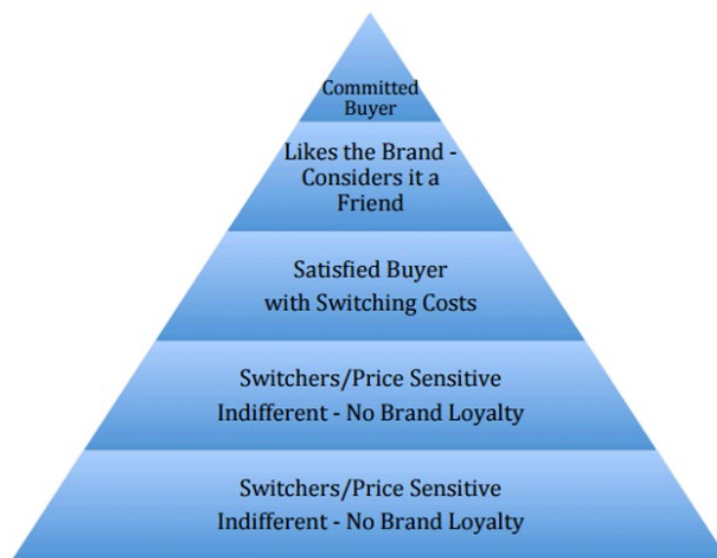 Committed
Buyer
Likes the Brand -
Considers it a
Friend
Satisfied Buyer
with Switching Costs
Switchers/Price Sensitive
Indifferent - No Brand Loyalty
Switchers/Price Sensitive
Indifferent - No Brand Loyalty